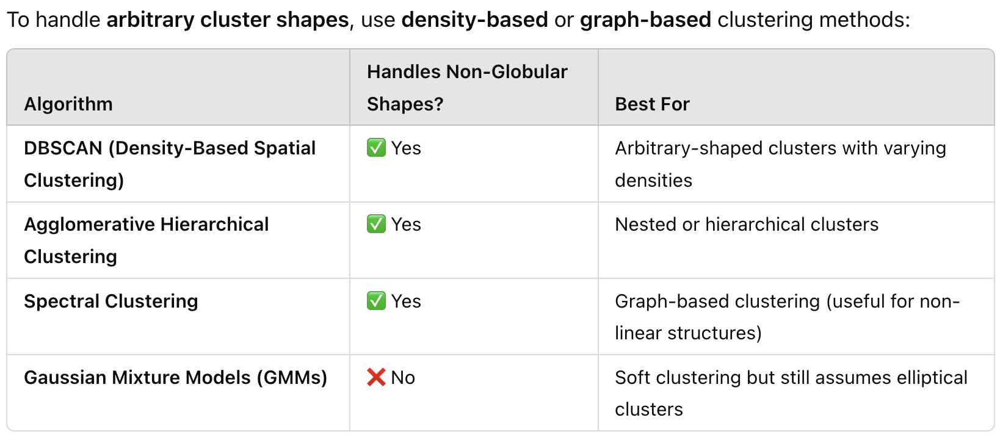 To handle arbitrary cluster shapes, use density-based or graph-based clustering methods:
Algorithm
Handles Non-Globular
Shapes?
Best For
DBSCAN (Density-Based Spatial
Clustering)
✅ Yes
Arbitrary-shaped clusters with varying
densities
Agglomerative Hierarchical
Clustering
✅ Yes
Nested or hierarchical clusters
Spectral Clustering
✅ Yes
Graph-based clustering (useful for non-
linear structures)
Gaussian Mixture Models (GMMs)
❌ No
Soft clustering but still assumes elliptical
clusters